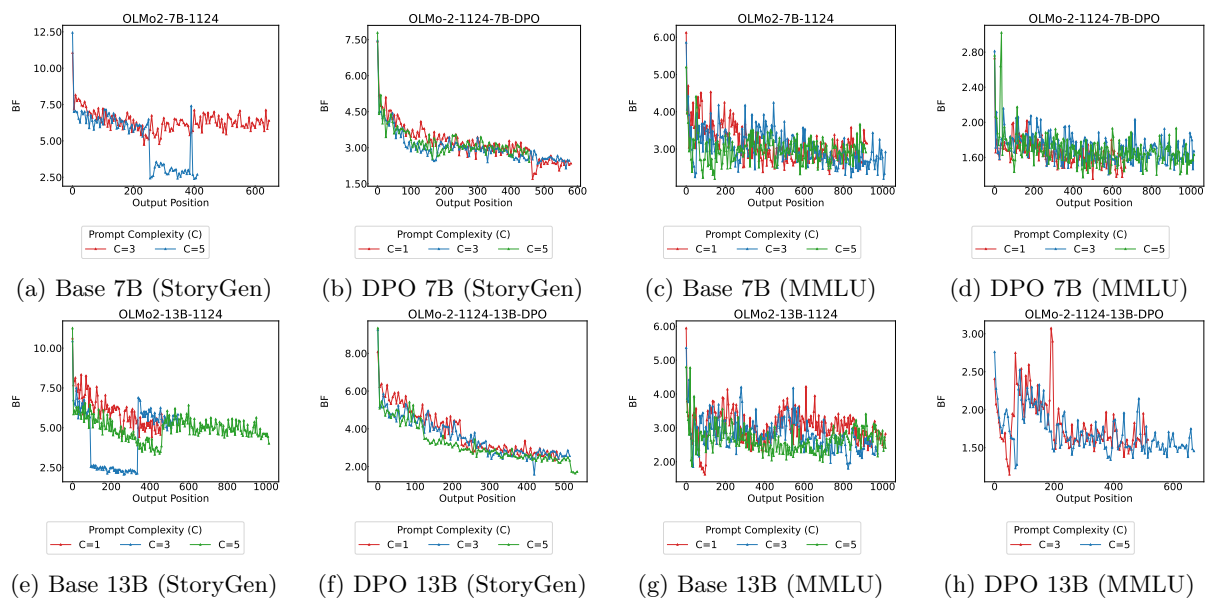 OLMo2-7B-1124
BF
12.50
10.00
7.50
5.00
2.50
0 200 400 600
Output Position
Prompt Complexity (C)
C=3 C=5
(a) Base 7B (StoryGen)
OLMo-2-1124-7B-DPO
BF
7.50
6.00
4.50
3.00
1.50
0 100 200 300 400 500 600
Output Position
Prompt Complexity (C)
C=1 C=3 C=5
(b) DPO 7B (StoryGen)
OLMo2-7B-1124
BF
6.00
5.00
4.00
3.00
0 200 400 600 800 1000
Output Position
Prompt Complexity (C)
C=1 C=3 C=5
(c) Base 7B (MMLU)
OLMo-2-1124-7B-DPO
BF
2.80
2.40
2.00
1.60
0 200 400 600 800 1000
Output Position
Prompt Complexity (C)
C=1 C=3 C=5
(d) DPO 7B (MMLU)
OLMo2-13B-1124
BF
10.00
7.50
5.00
2.50
0 200 400 600 800 1000
Output Position
Prompt Complexity (C)
C=1 C=3 C=5
(e) Base 13B (StoryGen)
OLMo-2-1124-13B-DPO
BF
8.00
6.00
4.00
2.00
0 100 200 300 400 500
Output Position
Prompt Complexity (C)
C=1 C=3 C=5
(f) DPO 13B (StoryGen)
OLMo2-13B-1124
BF
6.00
5.00
4.00
3.00
2.00
0 200 400 600 800 1000
Output Position
Prompt Complexity (C)
C=1 C=3 C=5
(g) Base 13B (MMLU)
OLMo-2-1124-13B-DPO
BF
3.00
2.50
2.00
1.50
0 200 400 600
Output Position
Prompt Complexity (C)
C=3 C=5
(h) DPO 13B (MMLU)